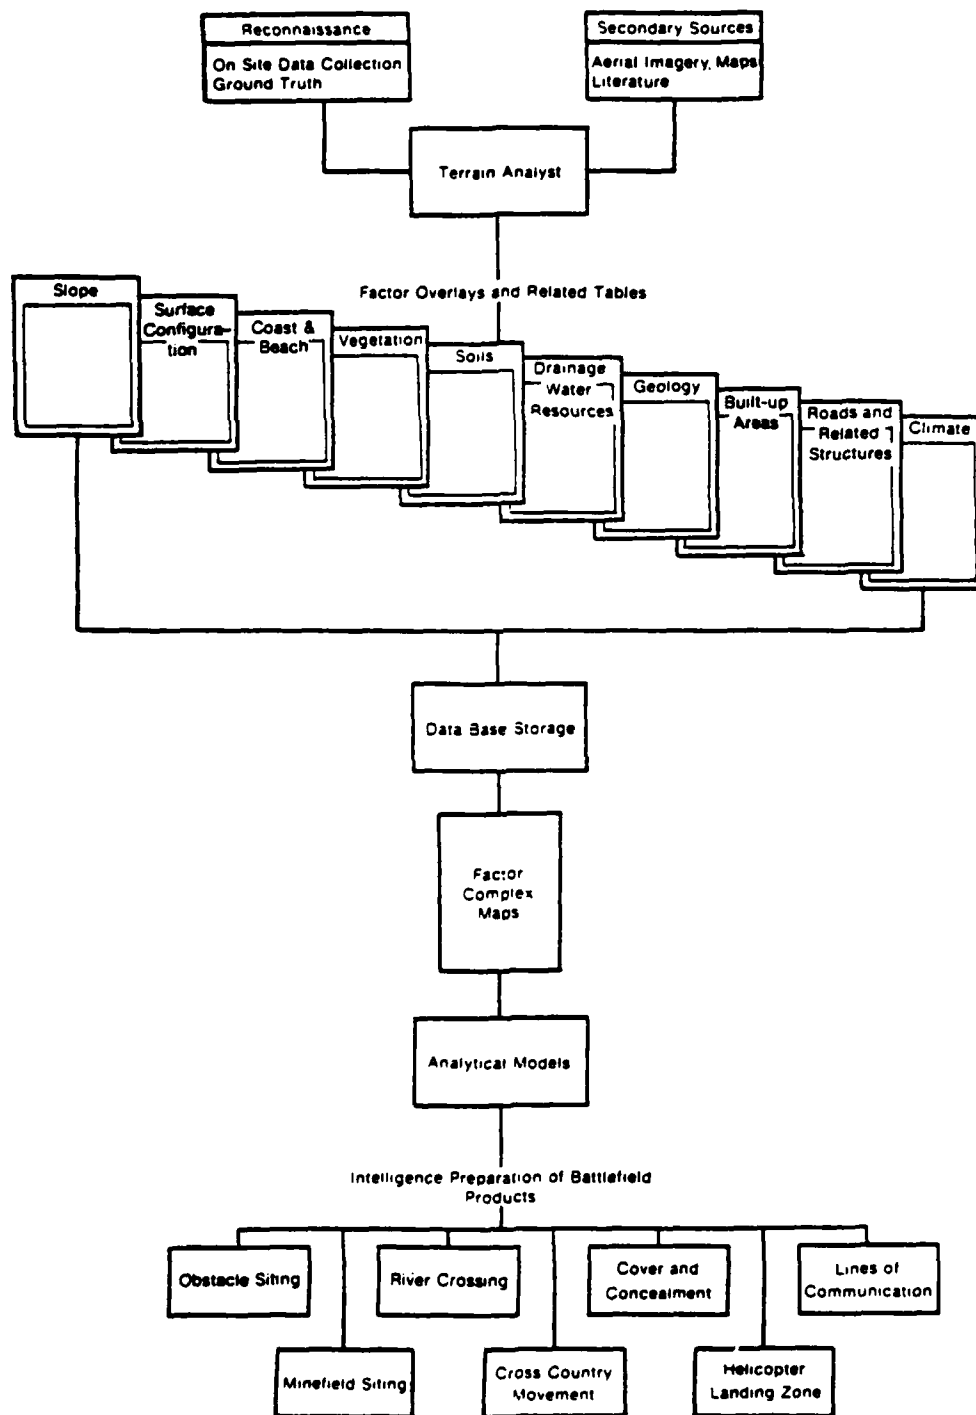 Reconnaissance
On Site Data Collection
Ground Truth
Secondary Sources
Aerial Imagery, Maps
Literature
Terrain Analyst
Factor Overlays and Related Tables
Slope
Surface
Configura-
tion
Coast &
Beach
Vegetation
Soils
Drainage
Water
Resources
Geology
Built-up
Areas
Roads and
Related
Structures
Climate
Data Base Storage
Factor
Complex
Maps
Analytical Models
Intelligence Preparation of Battlefield
Products
Obstacle Siting
River Crossing
Cover and
Concealment
Lines of
Communication
Minefield Siting
Cross Country
Movement
Helicopter
Landing Zone